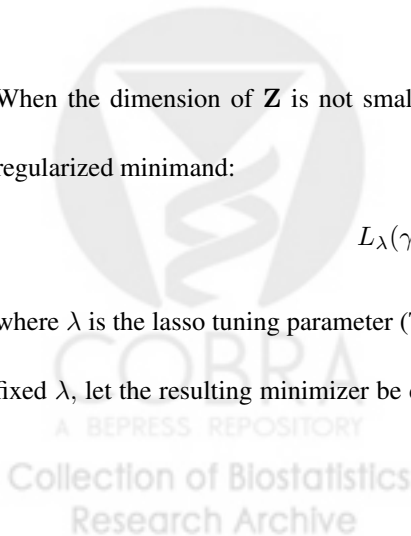 When the dimension of Z is not smal
regularized minimand:
L_λ(γ
where λ is the lasso tuning parameter (
fixed λ, let the resulting minimizer be
COBRA
A BEPRESS REPOSITORY
Collection of Biostatistics
Research Archive